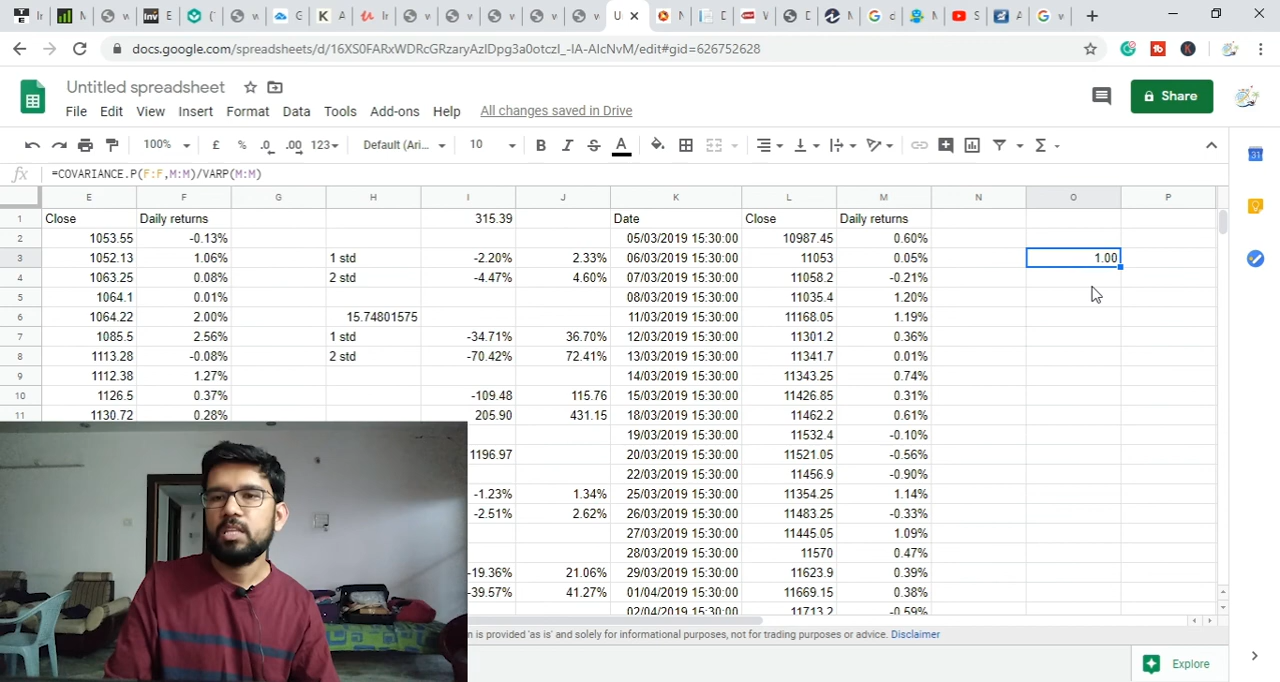 docs.google.com/spreadsheets/d/16XS0FARxWDRcGRzaryAzlDpg3a0otczI_-IA-AlcNvM/edit#gid=626752628
Untitled spreadsheet
File Edit View Insert Format Data Tools Add-ons Help All changes saved in Drive
Share
100% £ % .0 .00 123 Default (Ari... 10 B I S A Σ
fx =COVARIANCE.P(F:F,M:M)/VARP(M:M)
E F G H I J K L M N O P
1 Close Daily returns 315.39 Date Close Daily returns
2 1053.55 -0.13% 05/03/2019 15:30:00 10987.45 0.60%
3 1052.13 1.06% 1 std -2.20% 2.33% 06/03/2019 15:30:00 11053 0.05% 1.00
4 1063.25 0.08% 2 std -4.47% 4.60% 07/03/2019 15:30:00 11058.2 -0.21%
5 1064.1 0.01% 08/03/2019 15:30:00 11035.4 1.20%
6 1064.22 2.00% 15.74801575 11/03/2019 15:30:00 11168.05 1.19%
7 1085.5 2.56% 1 std -34.71% 36.70% 12/03/2019 15:30:00 11301.2 0.36%
8 1113.28 -0.08% 2 std -70.42% 72.41% 13/03/2019 15:30:00 11341.7 0.01%
9 1112.38 1.27% 14/03/2019 15:30:00 11343.25 0.74%
10 1126.5 0.37% -109.48 115.76 15/03/2019 15:30:00 11426.85 0.31%
11 1130.72 0.28% 205.90 431.15 18/03/2019 15:30:00 11462.2 0.61%
19/03/2019 15:30:00 11532.4 -0.10%
1196.97 20/03/2019 15:30:00 11521.05 -0.56%
22/03/2019 15:30:00 11456.9 -0.90%
-1.23% 1.34% 25/03/2019 15:30:00 11354.25 1.14%
-2.51% 2.62% 26/03/2019 15:30:00 11483.25 -0.33%
27/03/2019 15:30:00 11445.05 1.09%
28/03/2019 15:30:00 11570 0.47%
-19.36% 21.06% 29/03/2019 15:30:00 11623.9 0.39%
-39.57% 41.27% 01/04/2019 15:30:00 11669.15 0.38%
02/04/2019 15:30:00 11713.2 -0.59%
n is provided 'as is' and solely for informational purposes, not for trading purposes or advice. Disclaimer
Explore